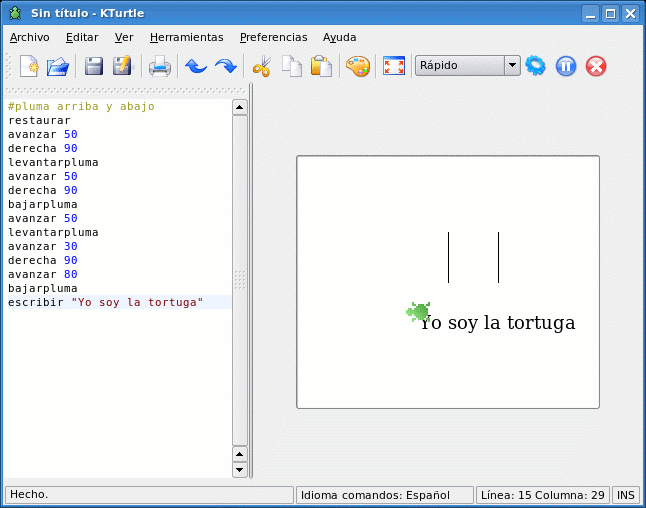 Sin título - KTurtle
Archivo Editar Ver Herramientas Preferencias Ayuda
Rápido
#pluma arriba y abajo
restaurar
avanzar 50
derecha 90
levantarpluma
avanzar 50
derecha 90
bajarpluma
avanzar 50
levantarpluma
avanzar 30
derecha 90
avanzar 80
bajarpluma
escribir "Yo soy la tortuga"
Yo soy la tortuga
Hecho. Idioma comandos: Español Línea: 15 Columna: 29 INS